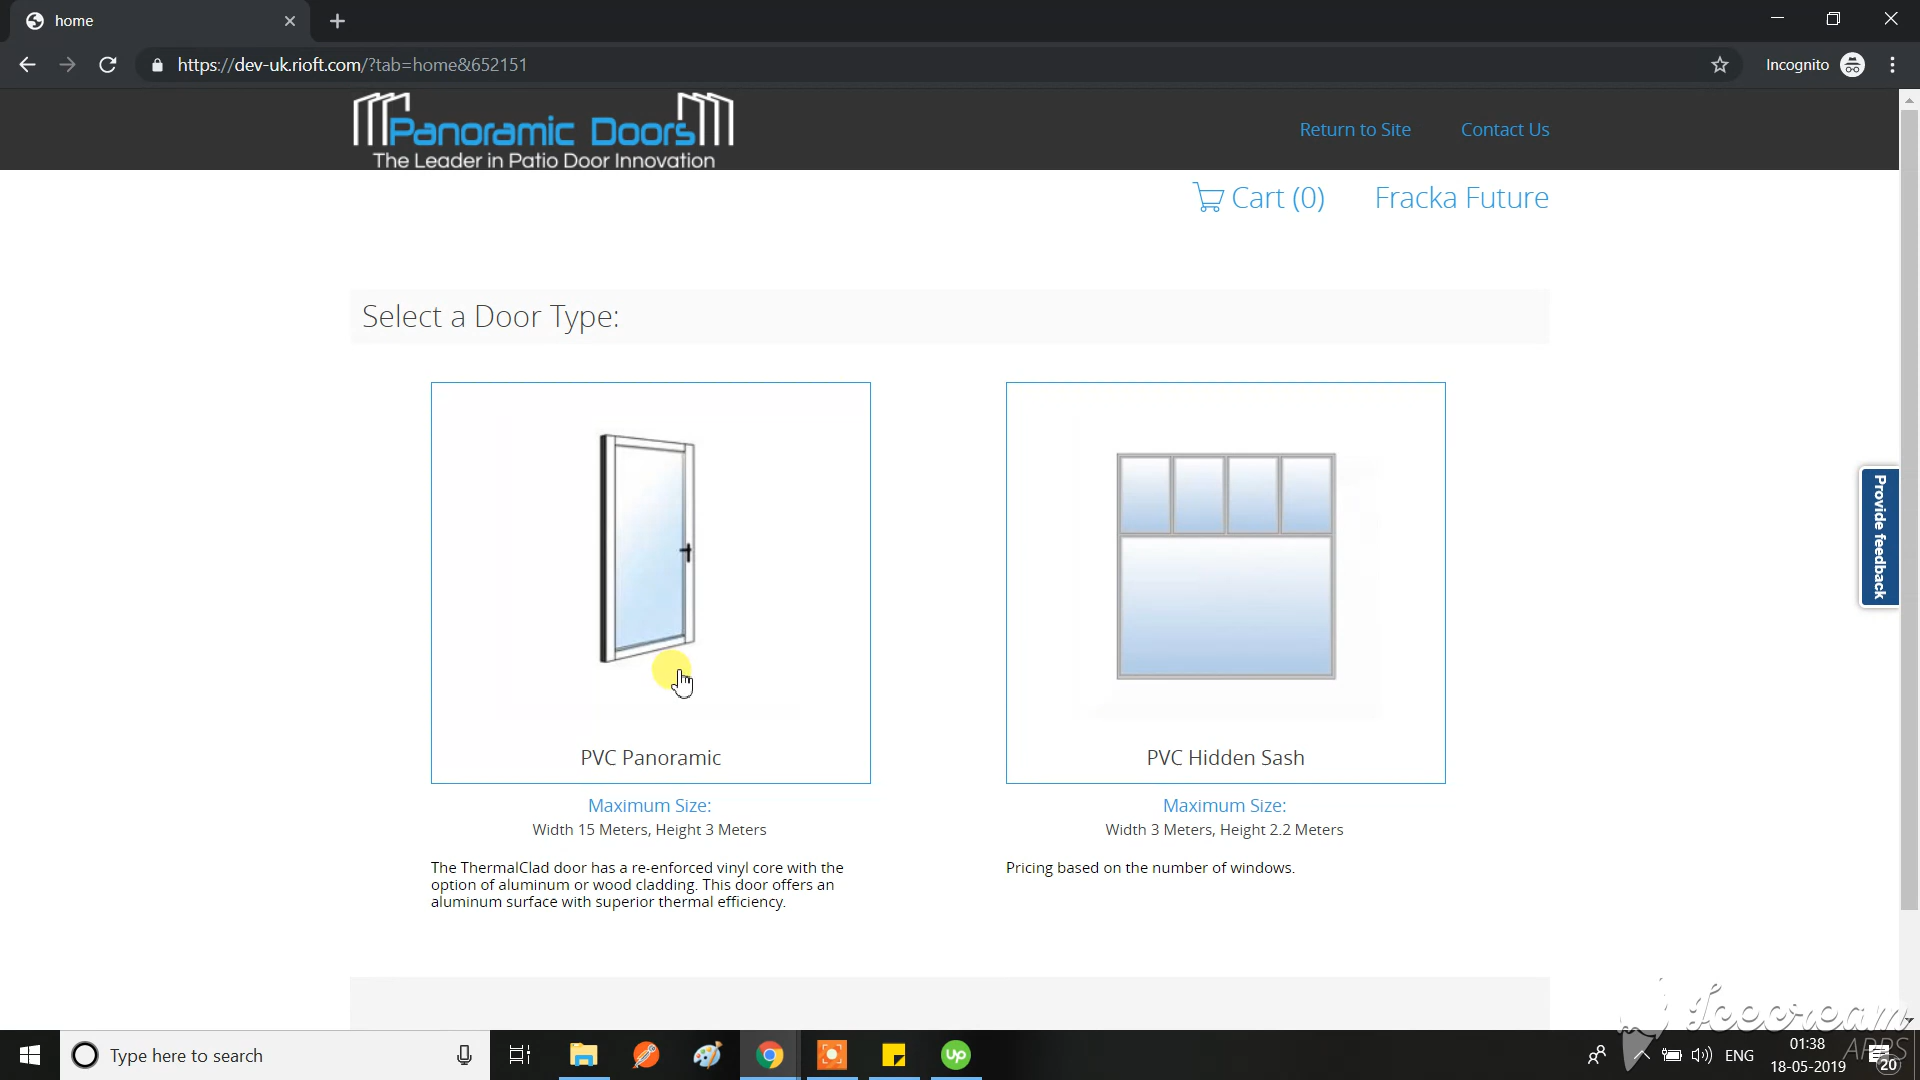 home
https://dev-uk.rioft.com/?tab=home&652151
Incognito
Panoramic Doors
The Leader in Patio Door Innovation
Return to Site
Contact Us
Cart (0)
Fracka Future
Select a Door Type:
PVC Panoramic
PVC Hidden Sash
Maximum Size:
Width 15 Meters, Height 3 Meters
Maximum Size:
Width 3 Meters, Height 2.2 Meters
The ThermalClad door has a re-enforced vinyl core with the
option of aluminum or wood cladding. This door offers an
aluminum surface with superior thermal efficiency.
Pricing based on the number of windows.
Provide feedback
Icecream
APPS
Type here to search
up
ENG
01:38
18-05-2019
20